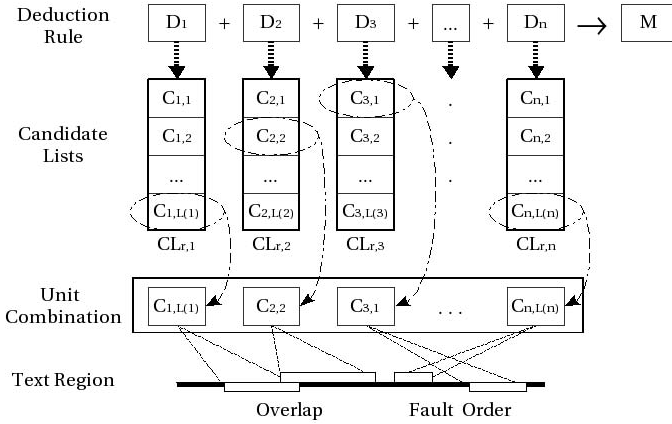 Deduction Rule
D1 + D2 + D3 + ... + Dn → M
Candidate Lists
C1,1 C2,1 C3,1 . Cn,1
C1,2 C2,2 C3,2 . Cn,2
... ... ... . ...
C1,L(1) C2,L(2) C3,L(3) Cn,L(n)
CLr,1 CLr,2 CLr,3 CLr,n
Unit Combination
C1,L(1) C2,2 C3,1 ... Cn,L(n)
Text Region
Overlap Fault Order